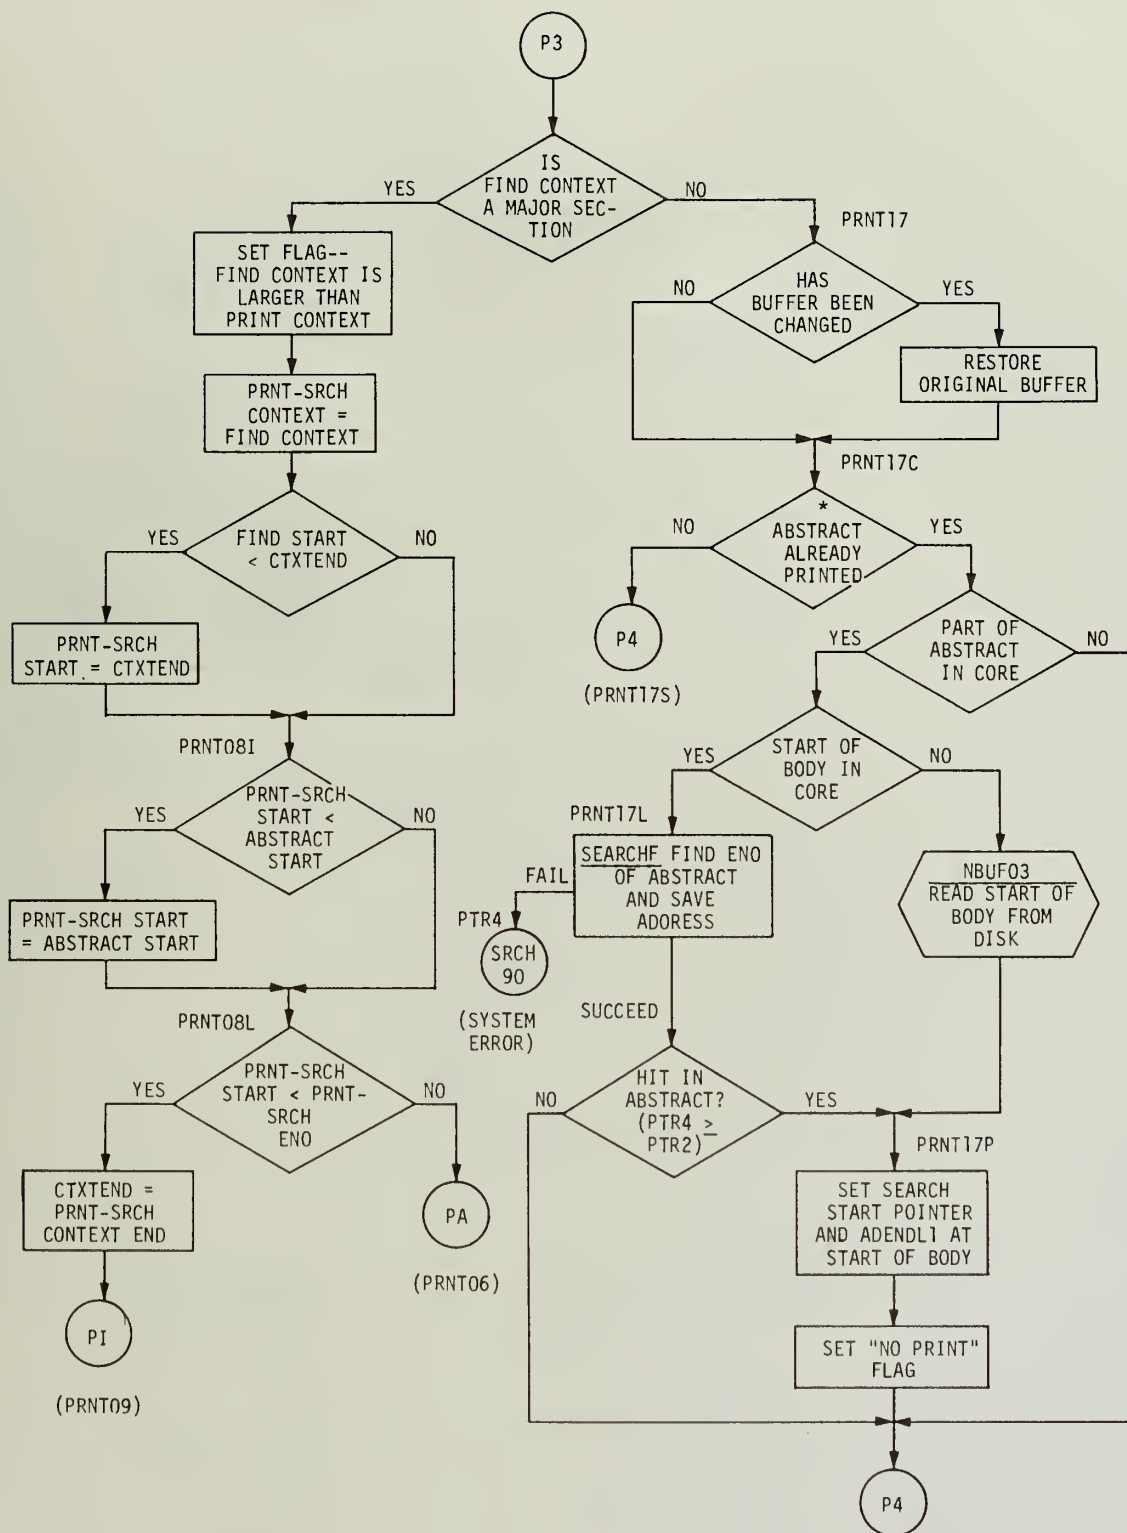 P3
IS
FIND CONTEXT
A MAJOR SEC-
TION
YES
NO
SET FLAG--
FIND CONTEXT IS
LARGER THAN
PRINT CONTEXT
PRNT-SRCH
CONTEXT =
FIND CONTEXT
FIND START
< CTXTEND
YES
NO
PRNT-SRCH
START = CTXTEND
PRNT08I
PRNT-SRCH
START <
ABSTRACT
START
YES
NO
PRNT-SRCH START
= ABSTRACT START
PRNT08L
PRNT-SRCH
START < PRNT-
SRCH
ENO
YES
NO
CTXTEND =
PRNT-SRCH
CONTEXT END
PI
(PRNT09)
PA
(PRNT06)
PRNT17
HAS
BUFFER BEEN
CHANGED
NO
YES
RESTORE
ORIGINAL BUFFER
PRNT17C
*
ABSTRACT
ALREADY
PRINTED
NO
YES
P4
(PRNT17S)
PART OF
ABSTRACT
IN CORE
YES
NO
START OF
BODY IN
CORE
YES
NO
PRNT17L
SEARCHF FIND ENO
OF ABSTRACT
AND SAVE
ADORESS
FAIL
PTR4
SRCH
90
(SYSTEM
ERROR)
SUCCEED
NBUF03
READ START OF
BODY FROM
DISK
HIT IN
ABSTRACT?
(PTR4 ≥
PTR2)
NO
YES
PRNT17P
SET SEARCH
START POINTER
AND ADENDL1 AT
START OF BODY
SET "NO PRINT"
FLAG
P4